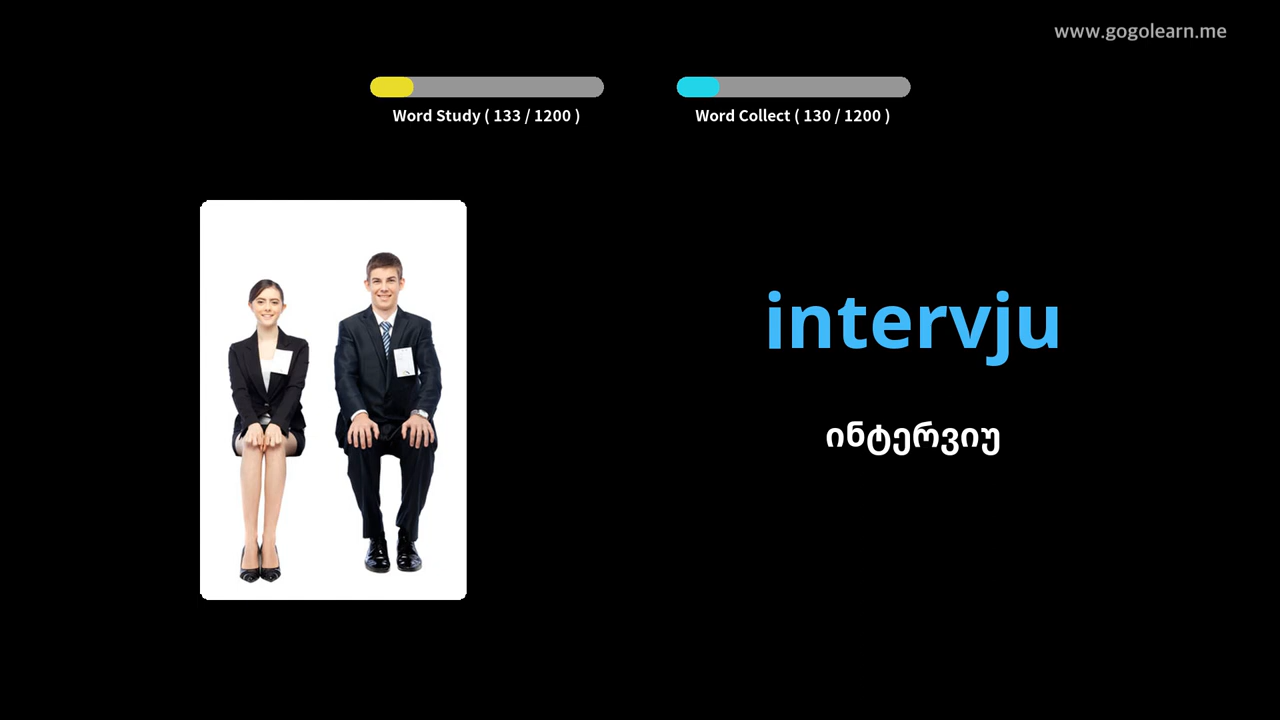 www.gogolearn.me
Word Study ( 133 / 1200 )
Word Collect ( 130 / 1200 )
intervju
ინტერვიუ